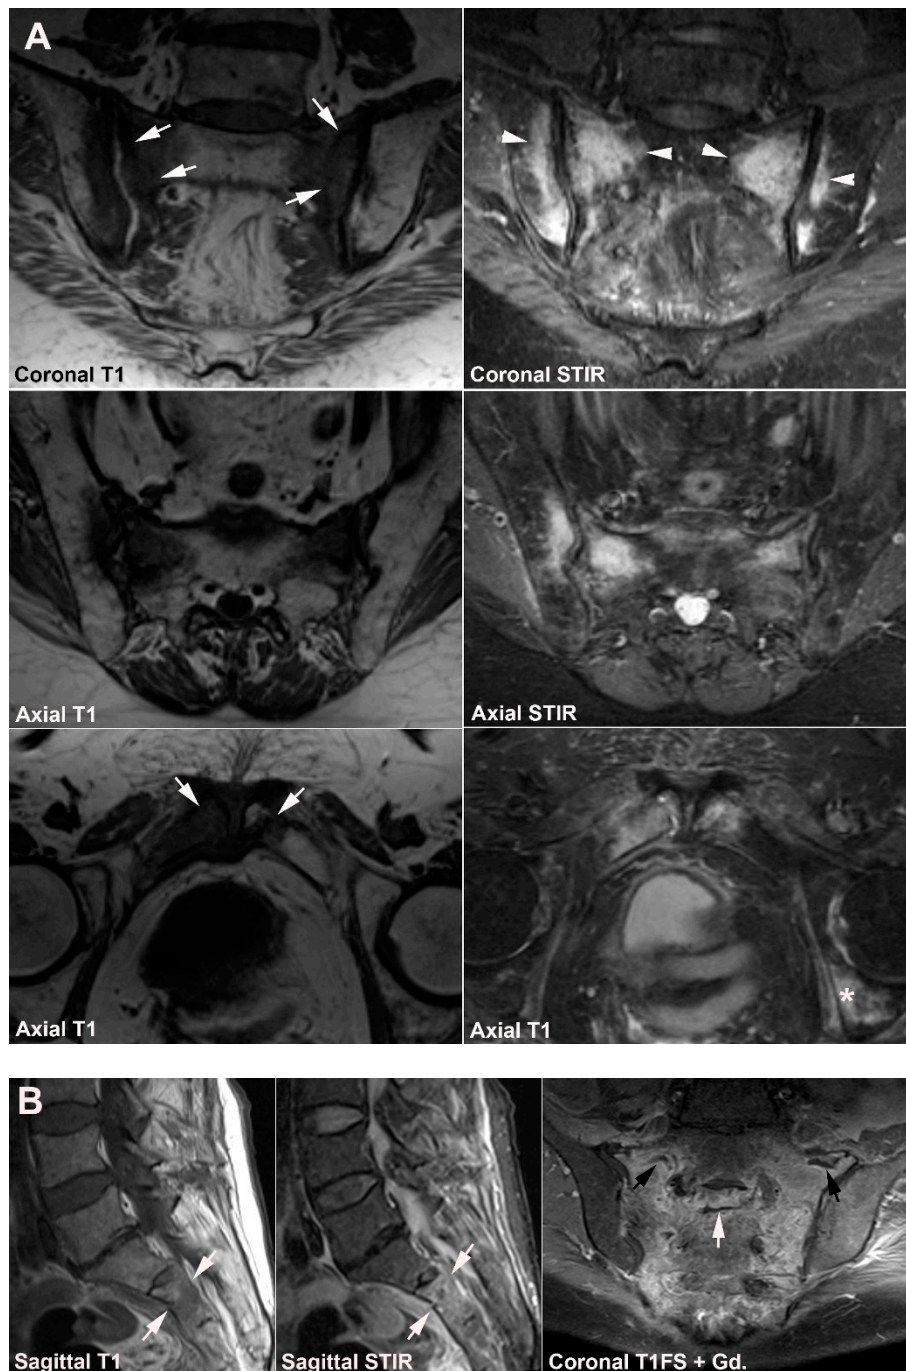 A
Coronal T1
Coronal STIR
Axial T1
Axial STIR
Axial T1
*
Axial T1
B
Sagittal T1
Sagittal STIR
Coronal T1FS + Gd.